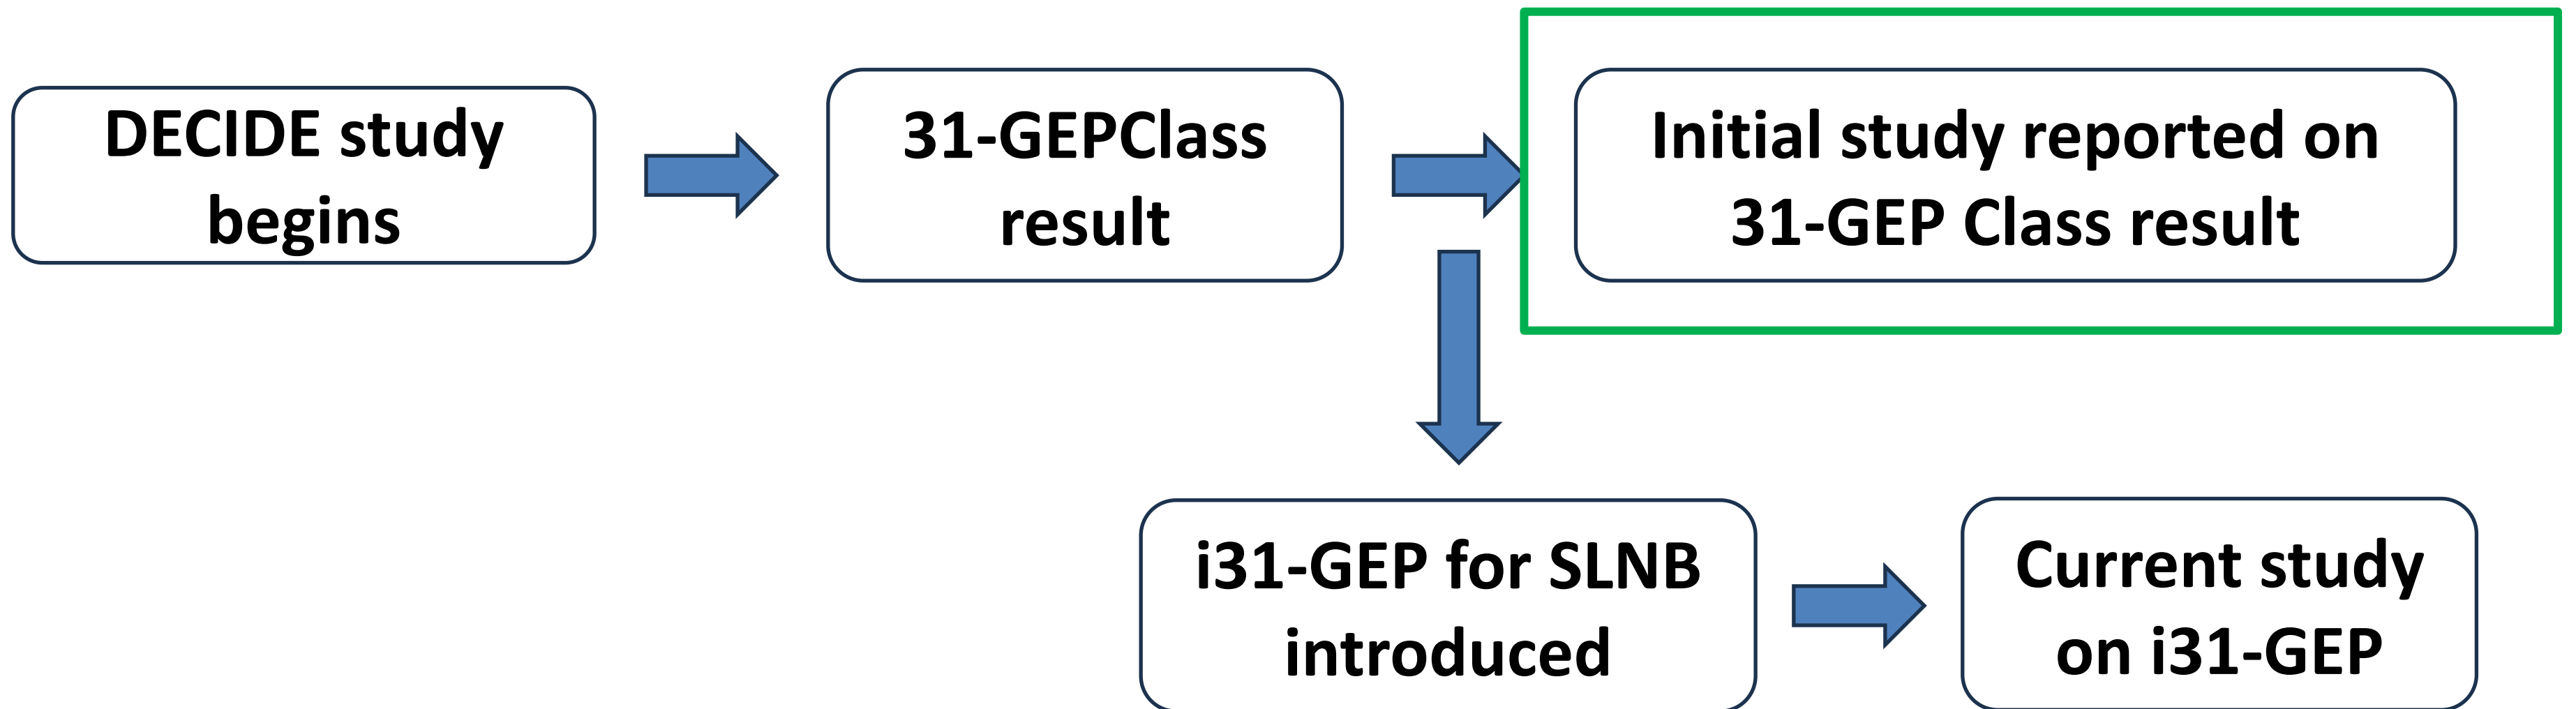 DECIDE study
begins
31-GEPClass
result
Initial study reported on
31-GEP Class result
i31-GEP for SLNB
introduced
Current study
on i31-GEP